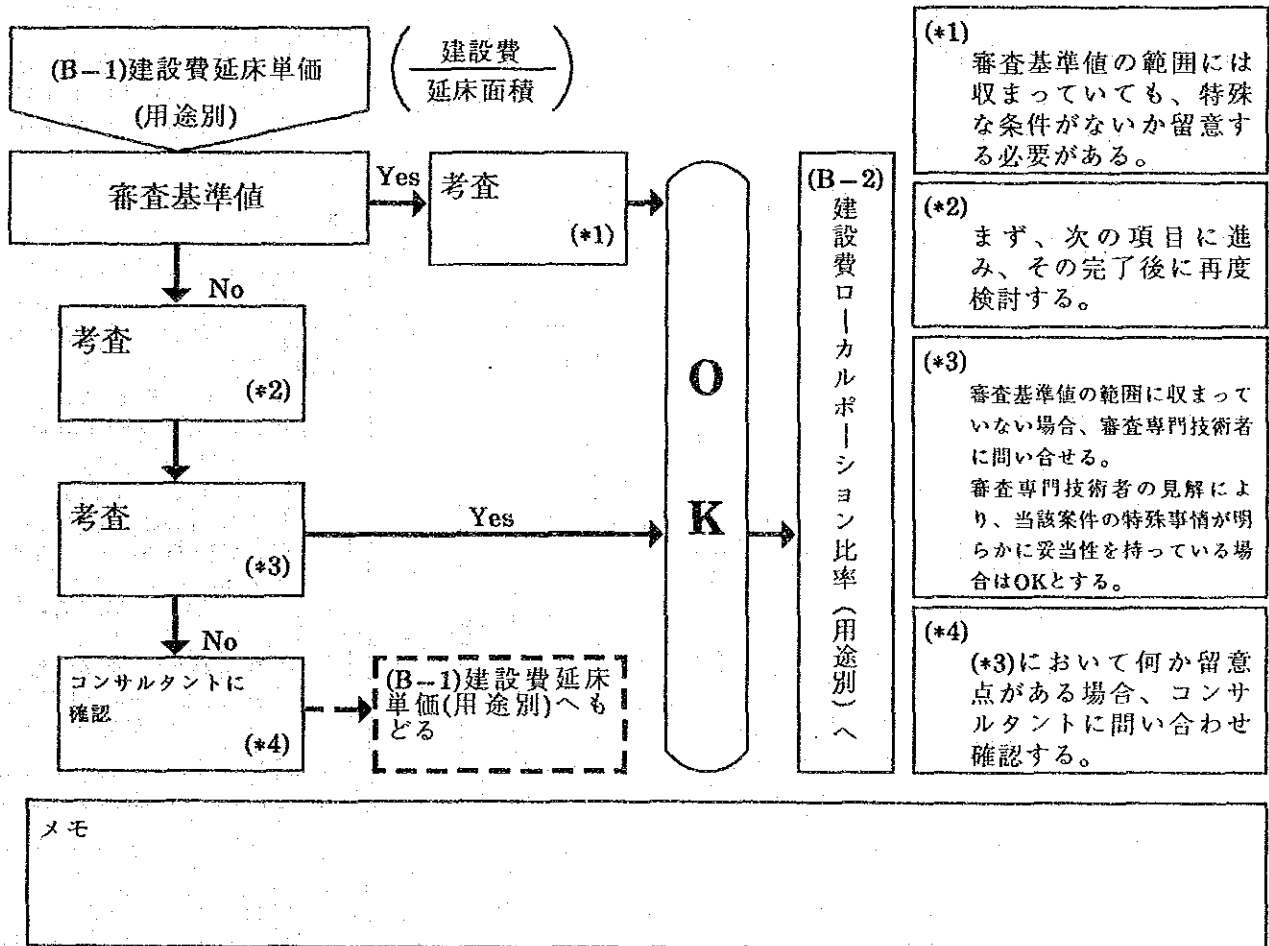 (B-1)建設費延床単価
(用途別)
(建設費
延床面積)
審査基準値
Yes
考査
(*1)
No
考査
(*2)
考査
(*3)
Yes
No
コンサルタントに
確認
(*4)
(B-1)建設費延床
単価(用途別)へも
どる
OK
(B-2)
建設費ローカルポーション比率(用途別)へ
(*1)
審査基準値の範囲には
収まっていても、特殊
な条件がないか留意す
る必要がある。
(*2)
まず、次の項目に進
み、その完了後に再度
検討する。
(*3)
審査基準値の範囲に収まって
いない場合、審査専門技術者
に問い合せる。
審査専門技術者の見解によ
り、当該案件の特殊事情が明
らかに妥当性を持っている場
合はOKとする。
(*4)
(*3)において何か留意
点がある場合、コンサ
ルタントに問い合わせ
確認する。
メモ